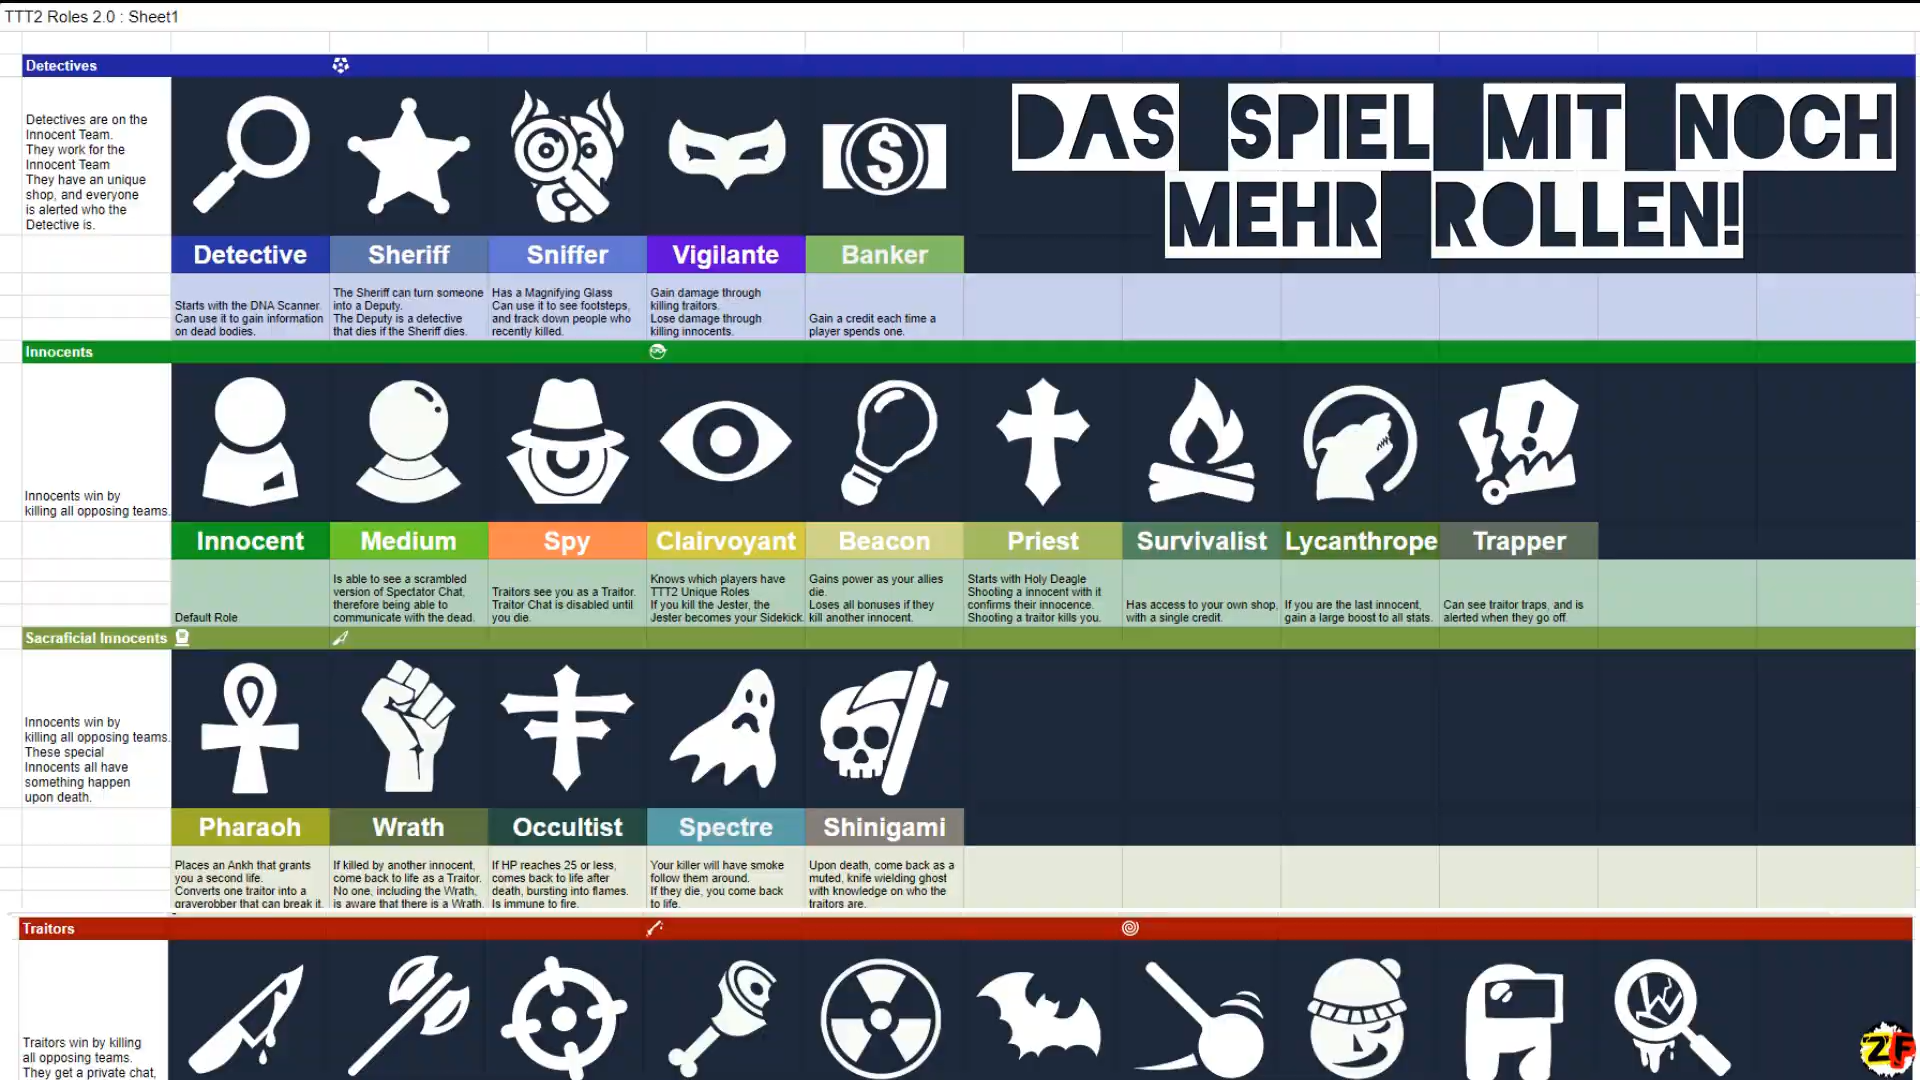 TTT2 Roles 2.0 : Sheet1
Detectives
DAS SPIEL MIT NOCH
MEHR ROLLEN!
Detectives are on the
Innocent Team.
They work for the
Innocent Team
They have an unique
shop, and everyone
is alerted who the
Detective is.
Detective
Sheriff
Sniffer
Vigilante
Banker
Starts with the DNA Scanner.
Can use it to gain information
on dead bodies.
The Sheriff can turn someone
into a Deputy.
The Deputy is a detective
that dies if the Sheriff dies.
Has a Magnifying Glass
Can use it to see footsteps,
and track down people who
recently killed.
Gain damage through
killing traitors.
Lose damage through
killing innocents.
Gain a credit each time a
player spends one.
Innocents
Innocents win by
killing all opposing teams.
Innocent
Medium
Spy
Clairvoyant
Beacon
Priest
Survivalist
Lycanthrope
Trapper
Default Role
Is able to see a scrambled
version of Spectator Chat,
therefore being able to
communicate with the dead.
Traitors see you as a Traitor.
Traitor Chat is disabled until
you die.
Knows which players have
TTT2 Unique Roles
If you kill the Jester, the
Jester becomes your Sidekick.
Gains power as your allies
die.
Loses all bonuses if they
kill another innocent.
Starts with Holy Deagle
Shooting a innocent with it
confirms their innocence.
Shooting a traitor kills you.
Has access to your own shop,
with a single credit.
If you are the last innocent,
gain a large boost to all stats.
Can see traitor traps, and is
alerted when they go off.
Sacraficial Innocents
Innocents win by
killing all opposing teams.
These special
Innocents all have
something happen
upon death.
Pharaoh
Wrath
Occultist
Spectre
Shinigami
Places an Ankh that grants
you a second life.
Converts one traitor into a
graverobber that can break it.
If killed by another innocent,
come back to life as a Traitor.
No one, including the Wrath,
is aware that there is a Wrath.
If HP reaches 25 or less,
comes back to life after
death, bursting into flames.
Is immune to fire.
Your killer will have smoke
follow them around.
If they die, you come back
to life.
Upon death, come back as a
muted, knife wielding ghost
with knowledge on who the
traitors are.
Traitors
Traitors win by killing
all opposing teams.
They get a private chat,
ZF